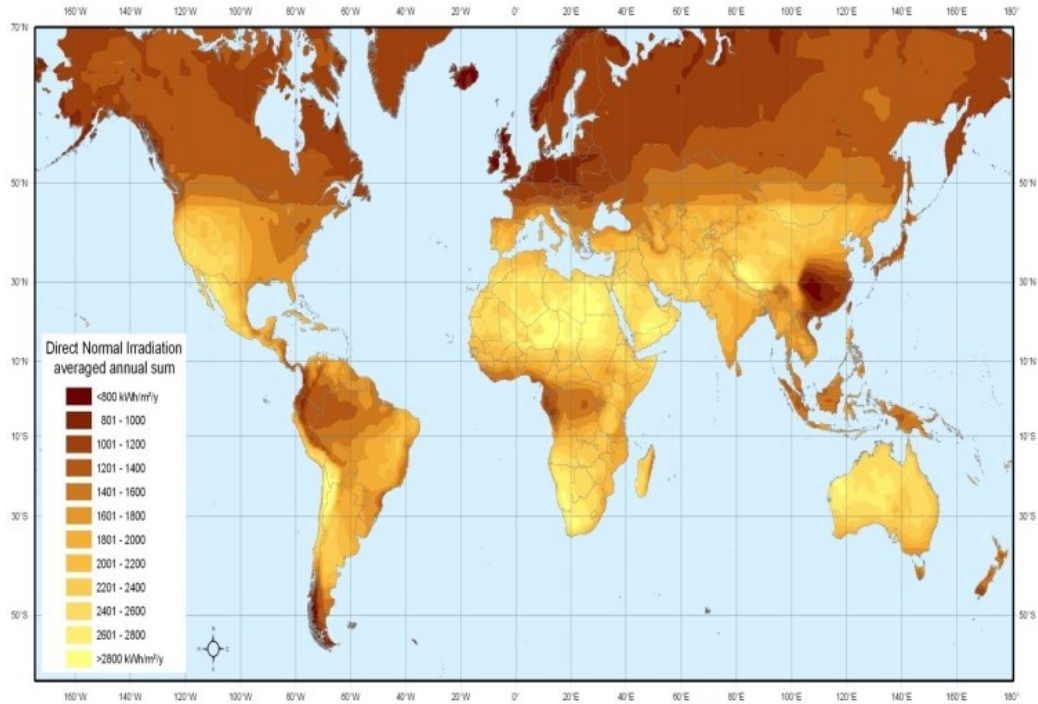 160°W 140°W 120°W 100°W 80°W 60°W 40°W 20°W 0° 20°E 40°E 60°E 80°E 100°E 120°E 140°E 160°E 180°
70°N
50°N 50°N
30°N 30°N
10°N 10°N
10°S 10°S
30°S 30°S
50°S 50°S
Direct Normal Irradiation
averaged annual sum
<800 kWh/m²/y
801 - 1000
1001 - 1200
1201 - 1400
1401 - 1600
1601 - 1800
1801 - 2000
2001 - 2200
2201 - 2400
2401 - 2600
2601 - 2800
>2800 kWh/m²/y
160°W 140°W 120°W 100°W 80°W 60°W 40°W 20°W 0° 20°E 40°E 60°E 80°E 100°E 120°E 140°E 160°E 180°